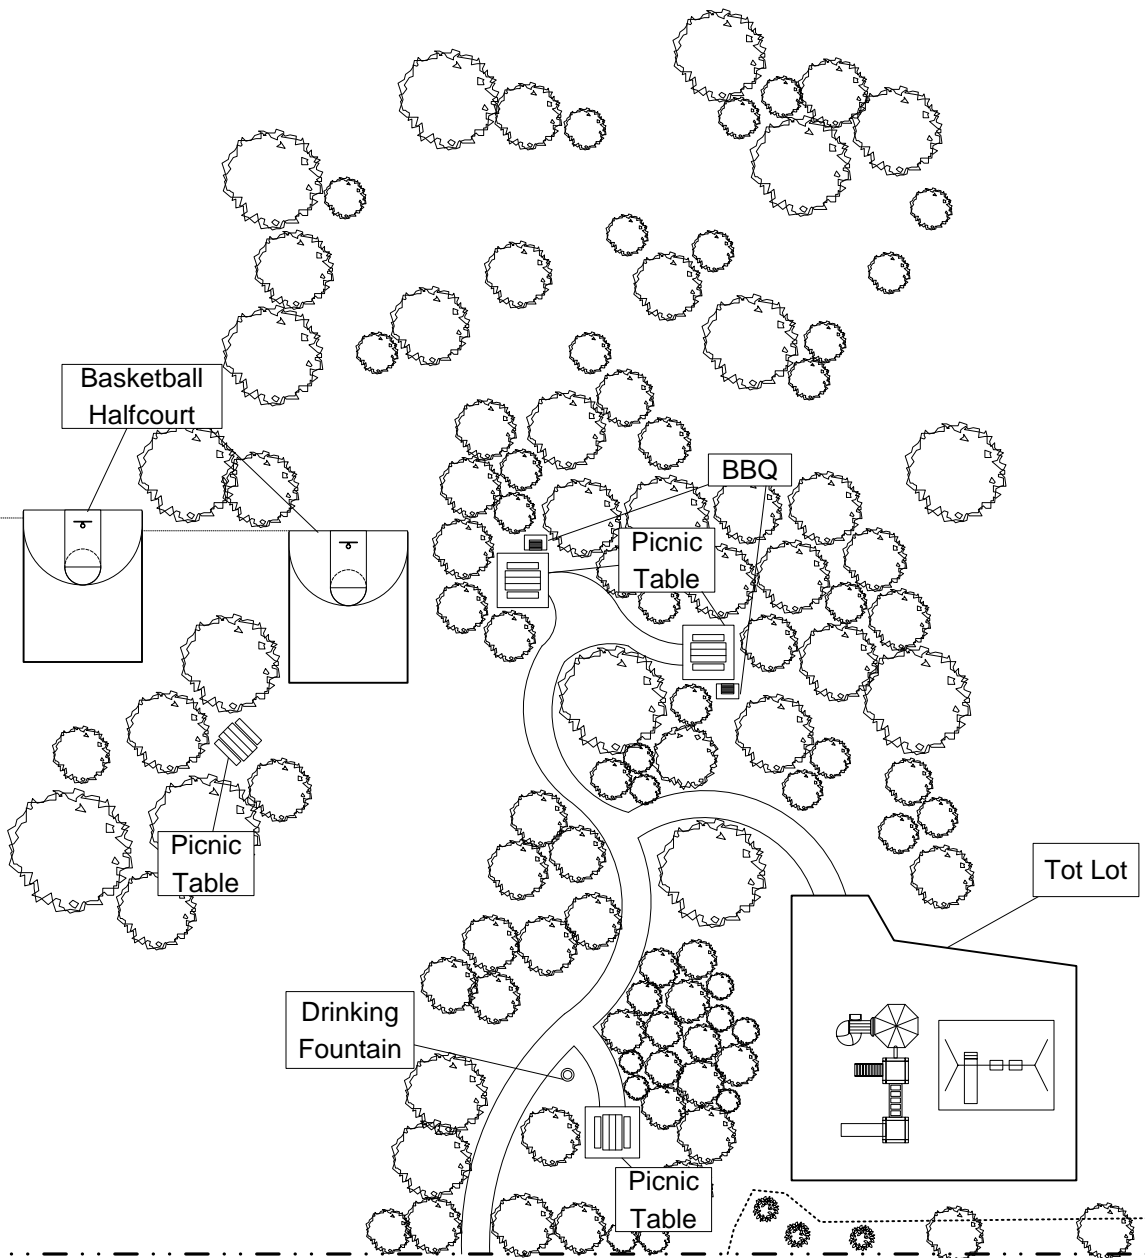 Basketball
Halfcourt
BBQ
Picnic
Table
Picnic
Table
Tot Lot
Drinking
Fountain
Picnic
Table